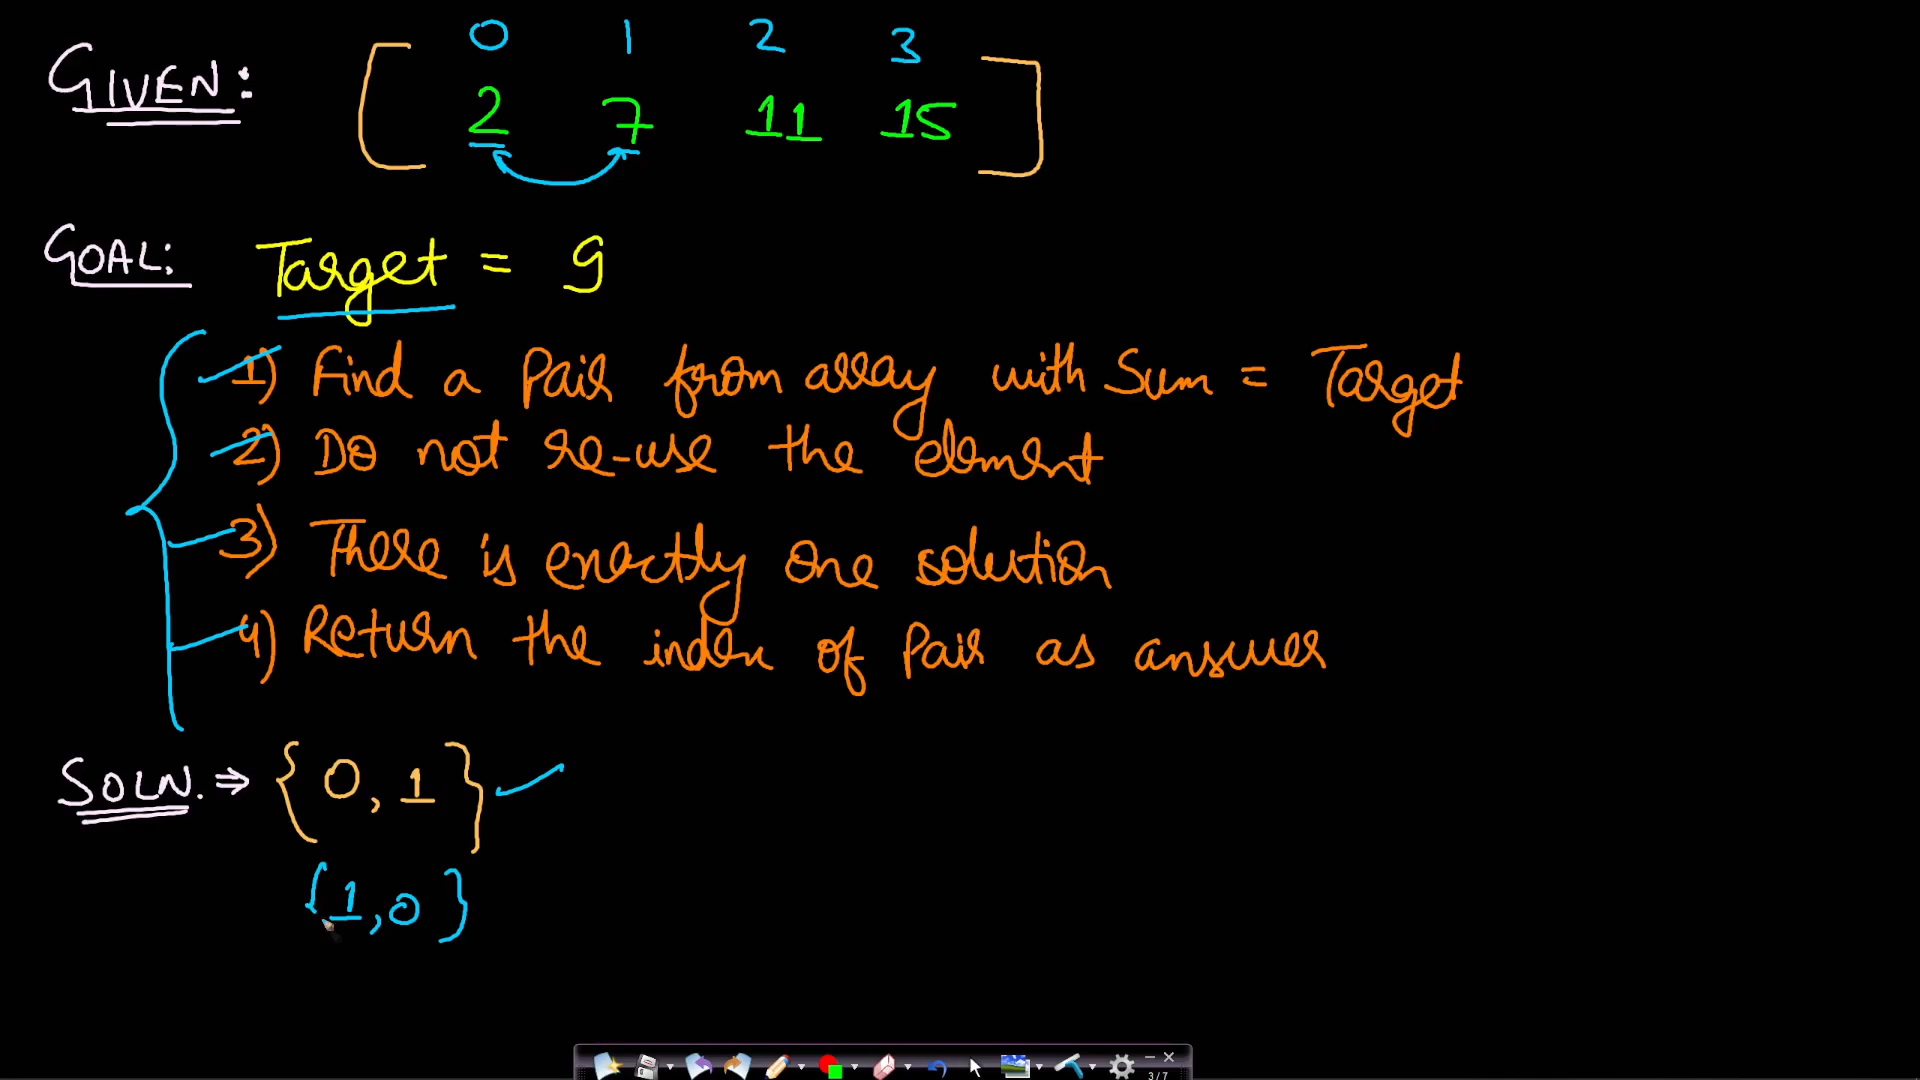 0 1 2 3
GIVEN: [ 2 7 11 15 ]
GOAL: Target = 9
1) Find a Pair from array with Sum = Target
2) Do not re-use the element
3) There is exactly one solution
4) Return the index of Pair as answer
SOLN. ⇒ { 0, 1 }
{ 1, 0 }
3/7